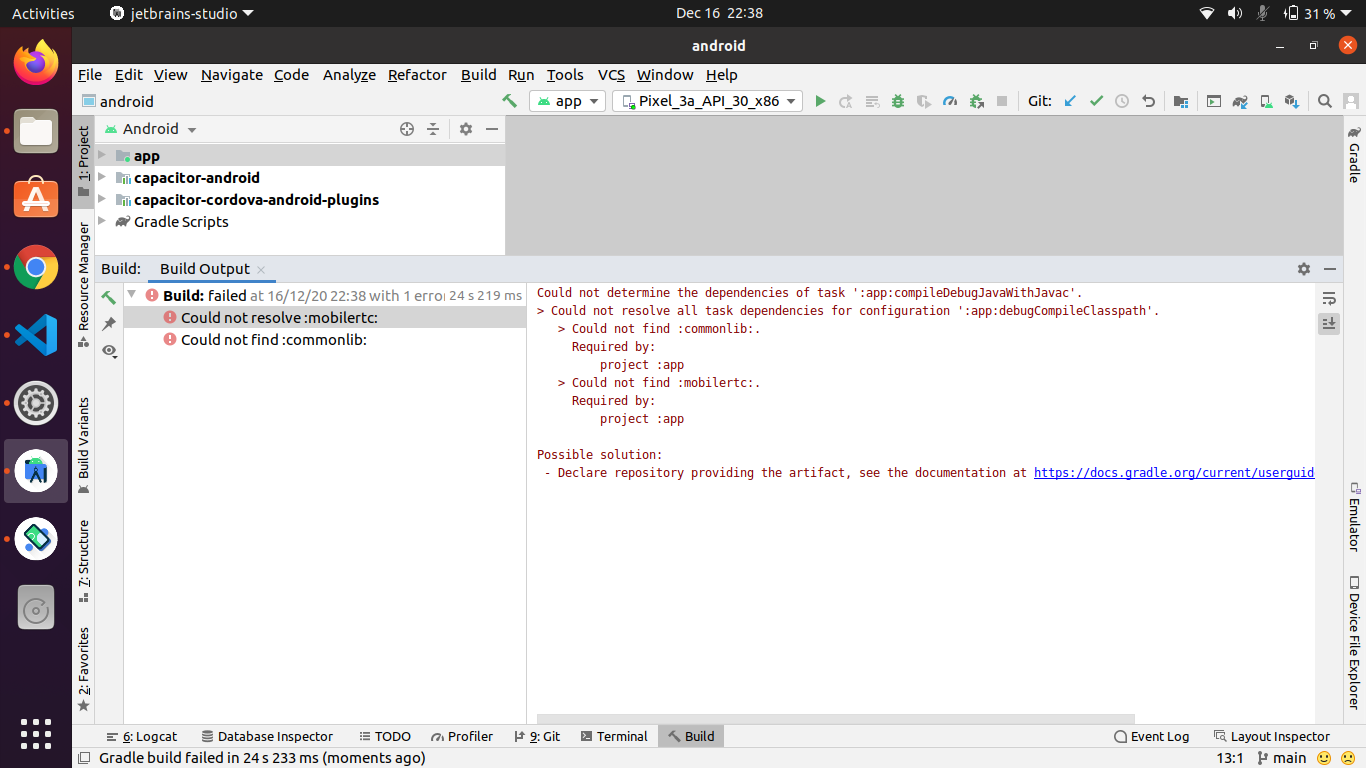 Activities
jetbrains-studio
Dec 16 22:38
31 %
android
File Edit View Navigate Code Analyze Refactor Build Run Tools VCS Window Help
android
app
Pixel_3a_API_30_x86
Git:
1: Project
Resource Manager
Build Variants
7: Structure
2: Favorites
Android
app
capacitor-android
capacitor-cordova-android-plugins
Gradle Scripts
Gradle
Emulator
Device File Explorer
Build:
Build Output
Build: failed at 16/12/20 22:38 with 1 erro 24 s 219 ms
Could not resolve :mobilertc:
Could not find :commonlib:
Could not determine the dependencies of task ':app:compileDebugJavaWithJavac'.
> Could not resolve all task dependencies for configuration ':app:debugCompileClasspath'.
> Could not find :commonlib:.
Required by:
project :app
> Could not find :mobilertc:.
Required by:
project :app
Possible solution:
- Declare repository providing the artifact, see the documentation at https://docs.gradle.org/current/userguid
6: Logcat
Database Inspector
TODO
Profiler
9: Git
Terminal
Build
Event Log
Layout Inspector
Gradle build failed in 24 s 233 ms (moments ago)
13:1
main